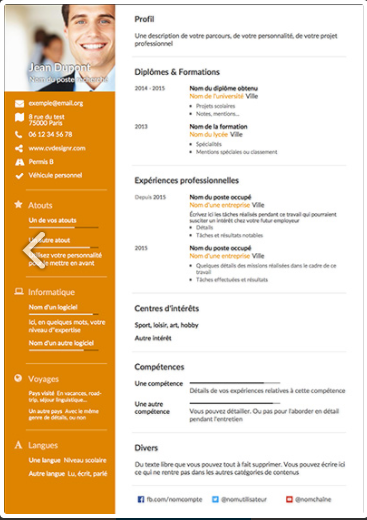 Jean Dupont
Nom du poste recherché
exemple@email.org
8 rue du test
75000 Paris
06 12 34 56 78
www.cvdesignr.com
Permis B
Véhicule personnel
Atouts
Un de vos atouts
Un autre atout
Utilisez votre personnalité
pour le mettre en avant
Informatique
Nom d'un logiciel
Ici, en quelques mots, votre
niveau d"expertise
Nom d'un autre logiciel
Voyages
Pays visité En vacances, road-
trip, séjour linguistique...
Un autre pays Avec le même
genre de détails, ou non
Langues
Une langue Niveau scolaire
Autre langue Lu, écrit, parlé
Profil
Une description de votre parcours, de votre personnalité, de votre projet
professionnel
Diplômes & Formations
2014 - 2015 Nom du diplôme obtenu
Nom de l'université Ville
Projets scolaires
Notes, mentions...
2013 Nom de la formation
Nom du lycée Ville
Spécialités
Mentions spéciales ou classement
Expériences professionnelles
Depuis 2015 Nom du poste occupé
Nom d'une entreprise Ville
Écrivez ici les tâches réalisés pendant ce travail qui pourraient
susciter un intérêt chez votre futur employeur
Détails
Tâches et résultats notables
2015 Nom du poste occupé
Nom d'une entreprise Ville
Quelques détails des missions réalisées dans le cadre de ce
travail
Tâches effectuées et résultats
Centres d'intérêts
Sport, loisir, art, hobby
Autre intérêt
Compétences
Une compétence
Détails de vos expériences relatives à cette compétence
Une autre
compétence
Vous pouvez détailler. Ou pas pour l'aborder en détail
pendant l'entretien
Divers
Du texte libre que vous pouvez tout à fait supprimer. Vous pouvez écrire ici
ce qui ne rentre pas dans les autres catégories de contenus
fb.com/nomcompte @nomutilisateur @nomchaîne